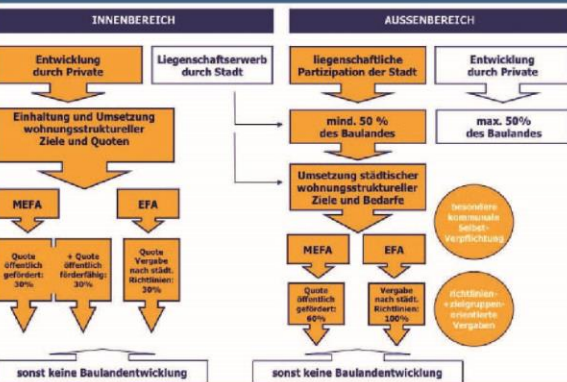 INNENBEREICH
Entwicklung
durch Private
Liegenschaftserwerb
durch Stadt
Einhaltung und Umsetzung
wohnungsstruktureller
Ziele und Quoten
MEFA
EFA
Quote
öffentlich
gefördert:
30%
+ Quote
öffentlich
förderfähig:
30%
Quote
Vergabe
nach städt.
Richtlinien:
30%
sonst keine Baulandentwicklung
AUSSENBEREICH
liegenschaftliche
Partizipation der Stadt
Entwicklung
durch Private
mind. 50 %
des Baulandes
max. 50%
des Baulandes
Umsetzung städtischer
wohnungsstruktureller
Ziele und Bedarfe
besondere
kommunale
Selbst-
Verpflichtung
MEFA
EFA
Quote
öffentlich
gefördert:
60%
Vergabe
nach städt.
Richtlinien:
100%
richtlinien-
+zielgruppen-
orientierte
Vergaben
sonst keine Baulandentwicklung